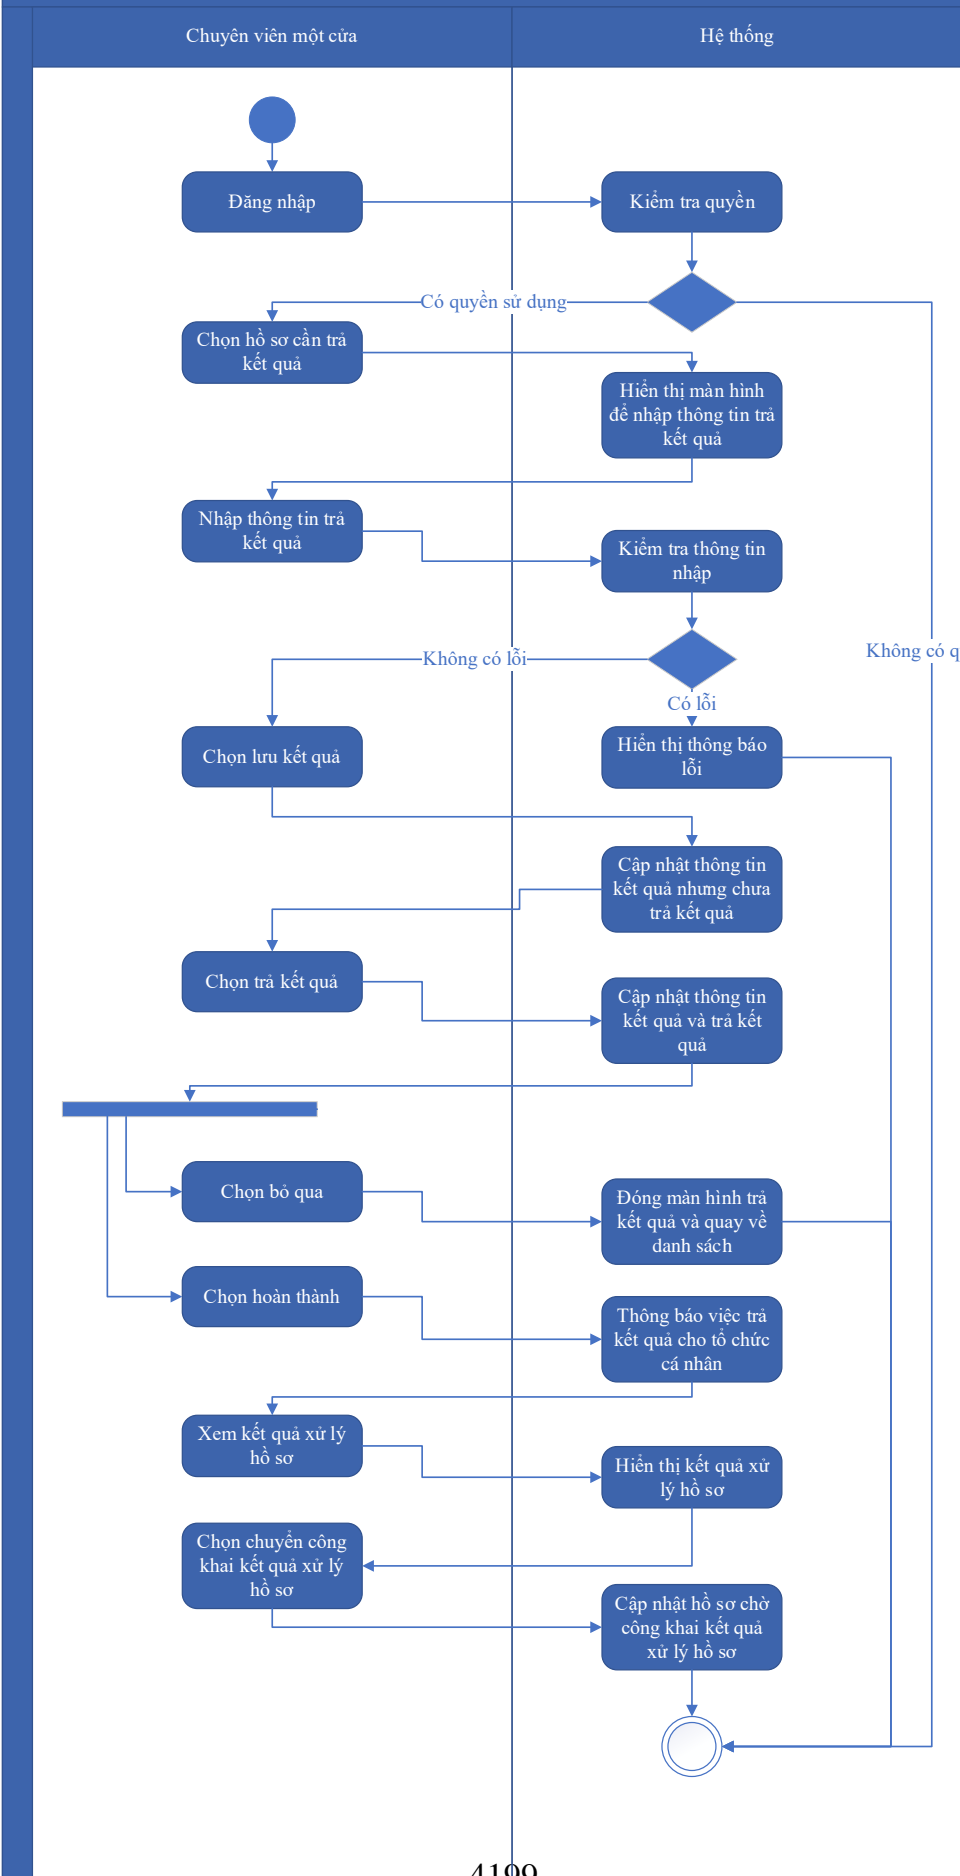 Chuyên viên một cửa
Hệ thống
Đăng nhập
Kiểm tra quyền
Có quyền sử dụng
Chọn hồ sơ cần trả
kết quả
Hiển thị màn hình
để nhập thông tin trả
kết quả
Nhập thông tin trả
kết quả
Kiểm tra thông tin
nhập
Không có lỗi
Không có q
Có lỗi
Chọn lưu kết quả
Hiển thị thông báo
lỗi
Cập nhật thông tin
kết quả nhưng chưa
trả kết quả
Chọn trả kết quả
Cập nhật thông tin
kết quả và trả kết
quả
Chọn bỏ qua
Đóng màn hình trả
kết quả và quay về
danh sách
Chọn hoàn thành
Thông báo việc trả
kết quả cho tổ chức
cá nhân
Xem kết quả xử lý
hồ sơ
Hiển thị kết quả xử
lý hồ sơ
Chọn chuyển công
khai kết quả xử lý
hồ sơ
Cập nhật hồ sơ chờ
công khai kết quả
xử lý hồ sơ
4199